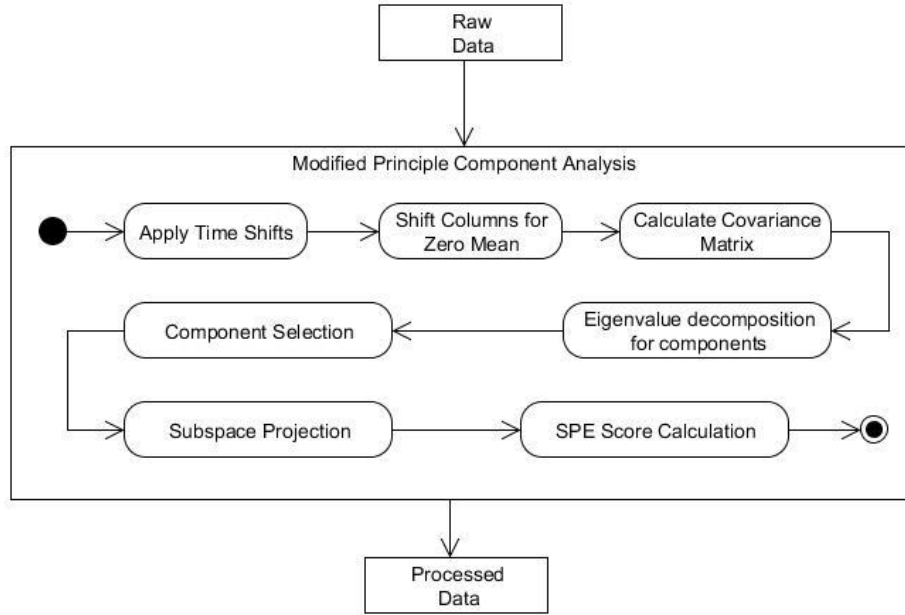 Raw
Data
Modified Principle Component Analysis
Apply Time Shifts
Shift Columns for
Zero Mean
Calculate Covariance
Matrix
Eigenvalue decomposition
for components
Component Selection
Subspace Projection
SPE Score Calculation
Processed
Data